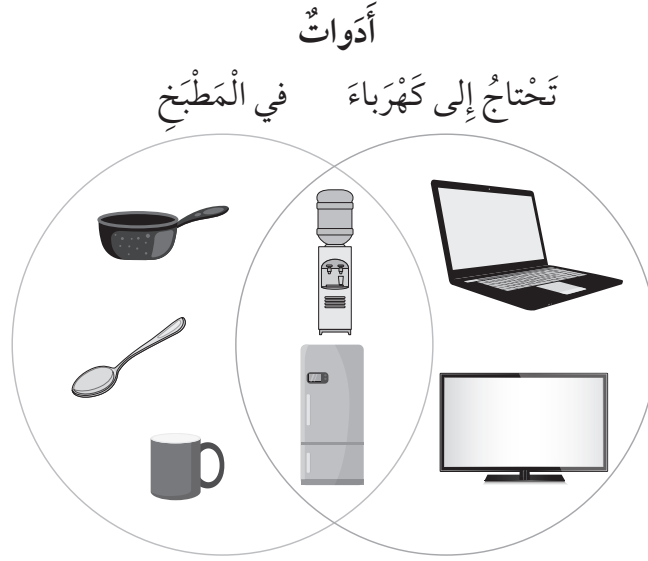 أَدَواتٌ
تَحْتاجُ إِلى كَهْرَباءَ في الْمَطْبَخِ